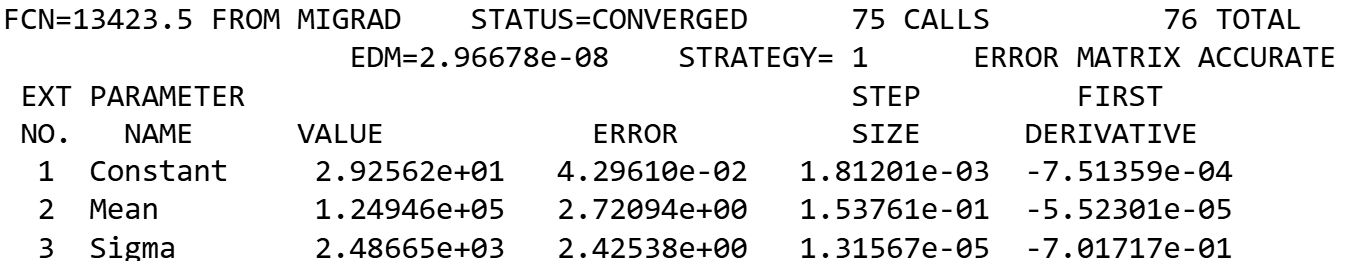 FCN=13423.5 FROM MIGRAD    STATUS=CONVERGED      75 CALLS          76 TOTAL
                    EDM=2.96678e-08    STRATEGY= 1      ERROR MATRIX ACCURATE
 EXT PARAMETER                                   STEP         FIRST
 NO.   NAME      VALUE            ERROR          SIZE      DERIVATIVE
  1  Constant     2.92562e+01   4.29610e-02   1.81201e-03  -7.51359e-04
  2  Mean         1.24946e+05   2.72094e+00   1.53761e-01  -5.52301e-05
  3  Sigma        2.48665e+03   2.42538e+00   1.31567e-05  -7.01717e-01